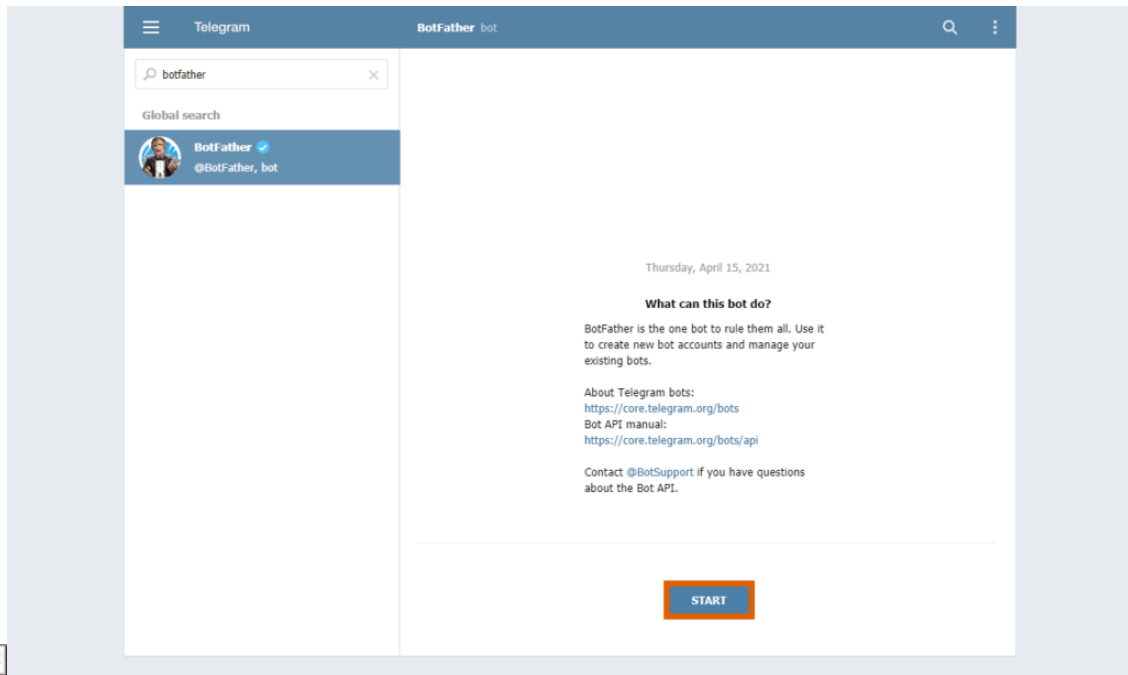 Telegram
BotFather bot
botfather
Global search
BotFather
@BotFather, bot
Thursday, April 15, 2021
What can this bot do?
BotFather is the one bot to rule them all. Use it
to create new bot accounts and manage your
existing bots.
About Telegram bots:
https://core.telegram.org/bots
Bot API manual:
https://core.telegram.org/bots/api
Contact @BotSupport if you have questions
about the Bot API.
START